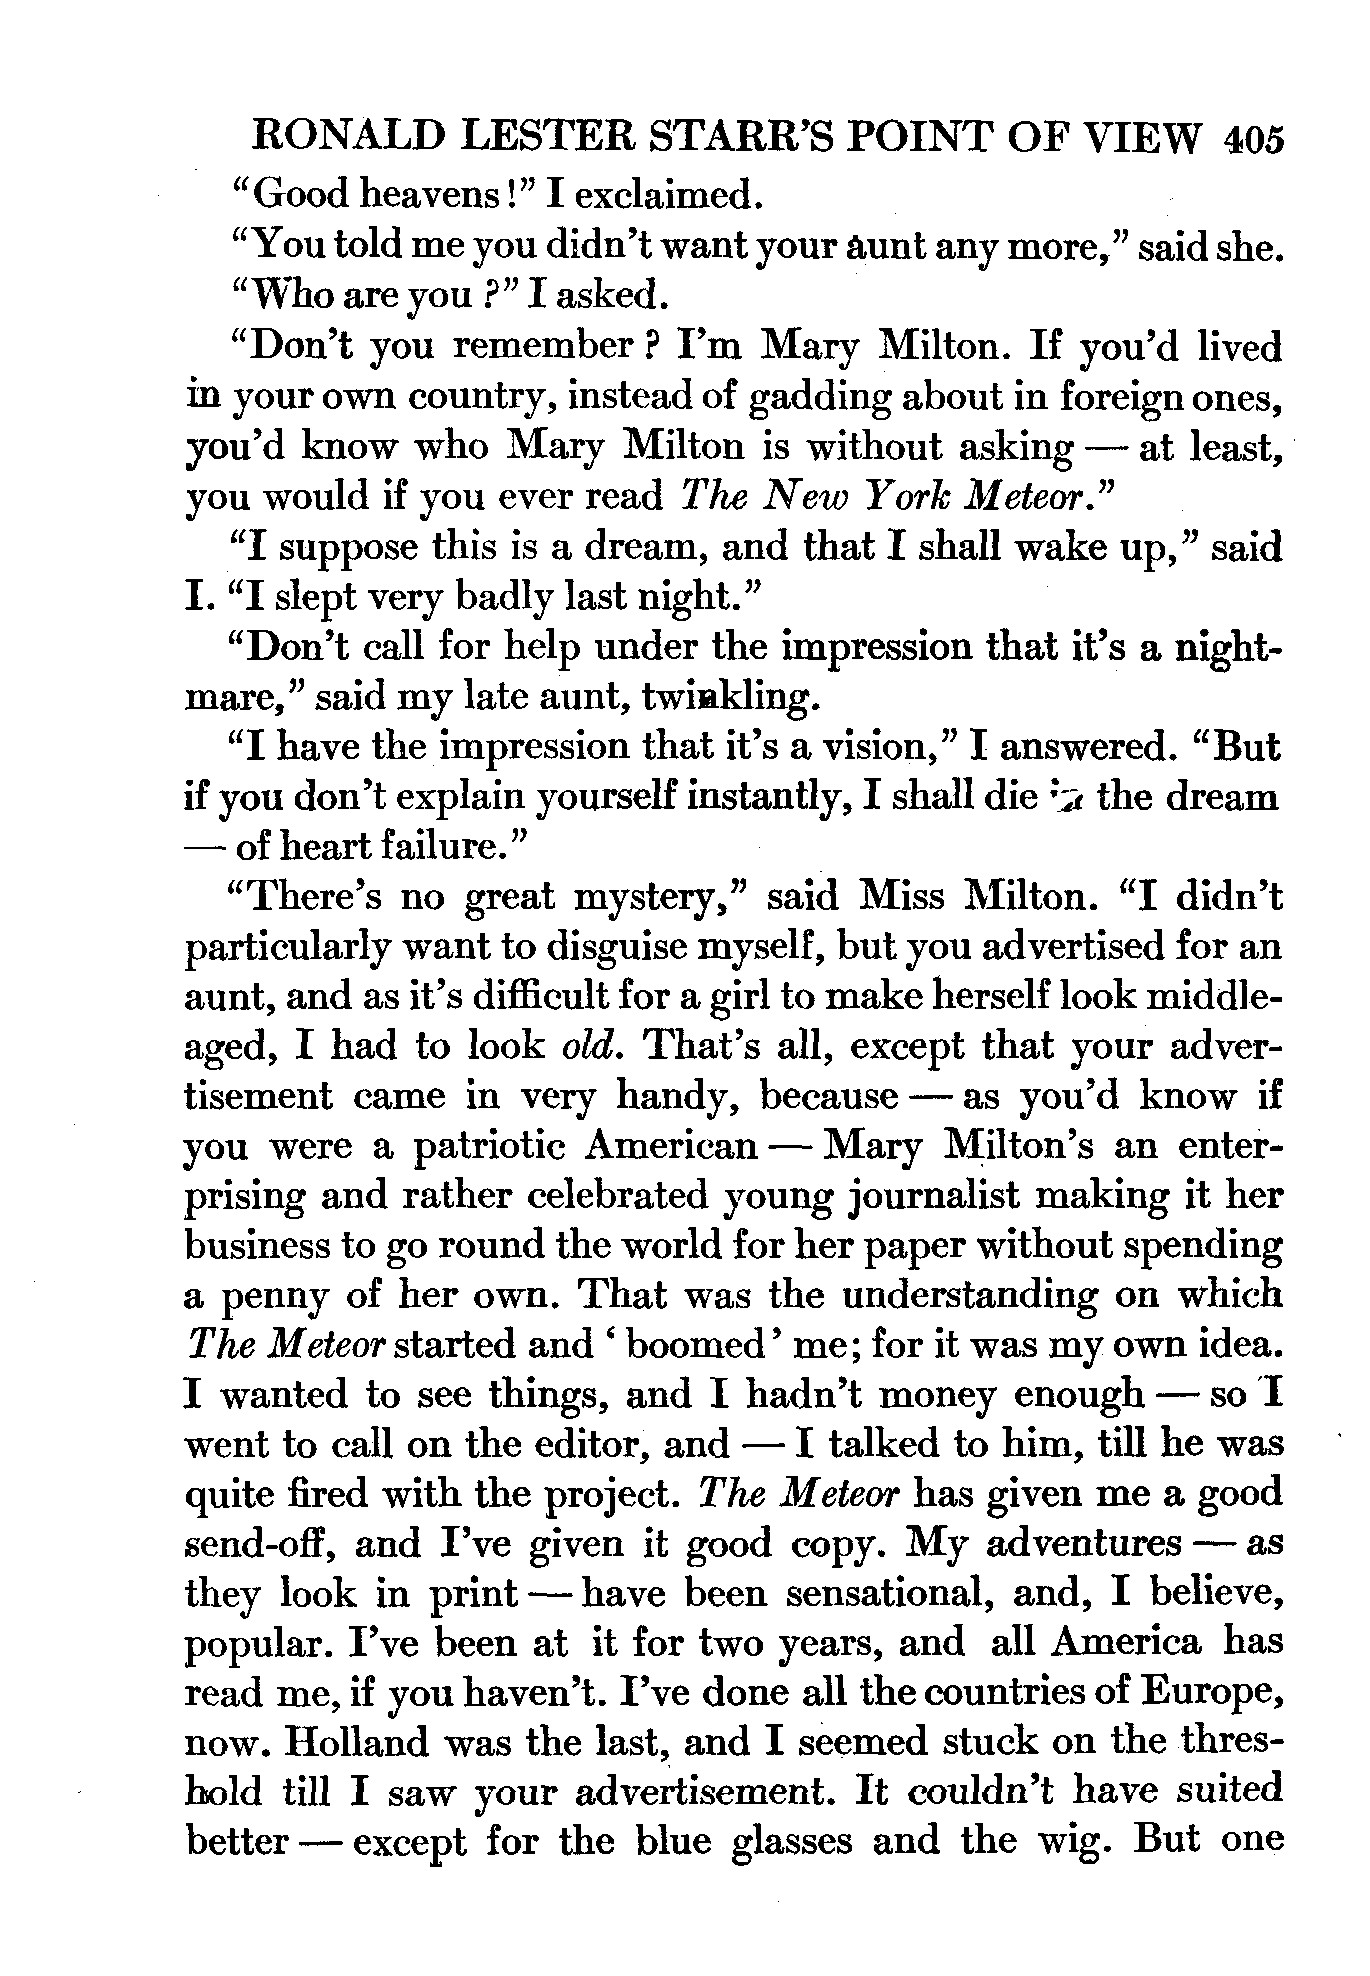 RONALD LESTER STARR'S POINT OF VIEW 405
"Good heavens!" I exclaimed.
"You told me you didn't want your aunt any more," said she.
"Who are you?" I asked.
"Don't you remember? I'm Mary Milton. If you'd lived
in your own country, instead of gadding about in foreign ones,
you'd know who Mary Milton is without asking — at least,
you would if you ever read The New York Meteor."
"I suppose this is a dream, and that I shall wake up," said
I. "I slept very badly last night."
"Don't call for help under the impression that it's a night-
mare," said my late aunt, twinkling.
"I have the impression that it's a vision," I answered. "But
if you don't explain yourself instantly, I shall die the dream
— of heart failure."
"There's no great mystery," said Miss Milton. "I didn't
particularly want to disguise myself, but you advertised for an
aunt, and as it's difficult for a girl to make herself look middle-
aged, I had to look old. That's all, except that your adver-
tisement came in very handy, because — as you'd know if
you were a patriotic American — Mary Milton's an enter-
prising and rather celebrated young journalist making it her
business to go round the world for her paper without spending
a penny of her own. That was the understanding on which
The Meteor started and 'boomed' me; for it was my own idea.
I wanted to see things, and I hadn't money enough — so I
went to call on the editor, and — I talked to him, till he was
quite fired with the project. The Meteor has given me a good
send-off, and I've given it good copy. My adventures — as
they look in print — have been sensational, and, I believe,
popular. I've been at it for two years, and all America has
read me, if you haven't. I've done all the countries of Europe,
now. Holland was the last, and I seemed stuck on the thres-
hold till I saw your advertisement. It couldn't have suited
better — except for the blue glasses and the wig. But one